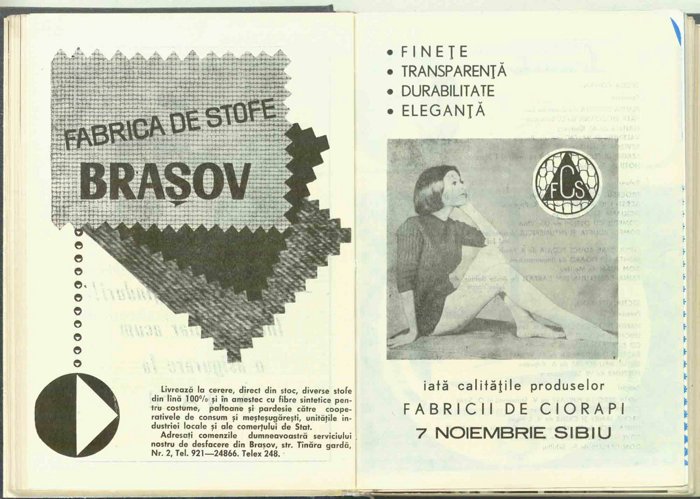 FABRICA DE STOFE
BRAȘOV
Livrează la cerere, direct din stoc, diverse stofe
din lînă 100% și în amestec cu fibre sintetice pen-
tru costume, paltoane și pardesie către coope-
rativele de consum și meșteșugărești, unitățile in-
dustriei locale și ale comerțului de Stat.
Adresați comenzile dumneavoastră serviciului
nostru de desfacere din Brașov, str. Tînăra gardă,
Nr. 2, Tel. 921—24866. Telex 248.
• FINEȚE
• TRANSPARENȚĂ
• DURABILITATE
• ELEGANȚĂ
FCS
iată calitățile produselor
FABRICII DE CIORAPI
7 NOIEMBRIE SIBIU